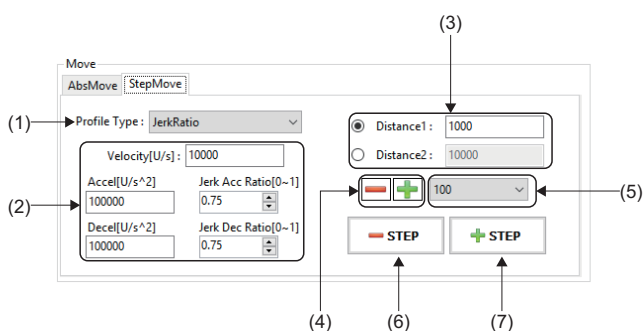 (3)
Move
AbsMove StepMove
(1) Profile Type : JerkRatio
Distance1 : 1000
Velocity[U/s] : 10000
Distance2 : 10000
Accel[U/s^2] Jerk Acc Ratio[0~1]
(2) 100000 0.75
(4) 100 (5)
Decel[U/s^2] Jerk Dec Ratio[0~1]
100000 0.75
STEP STEP
(6) (7)